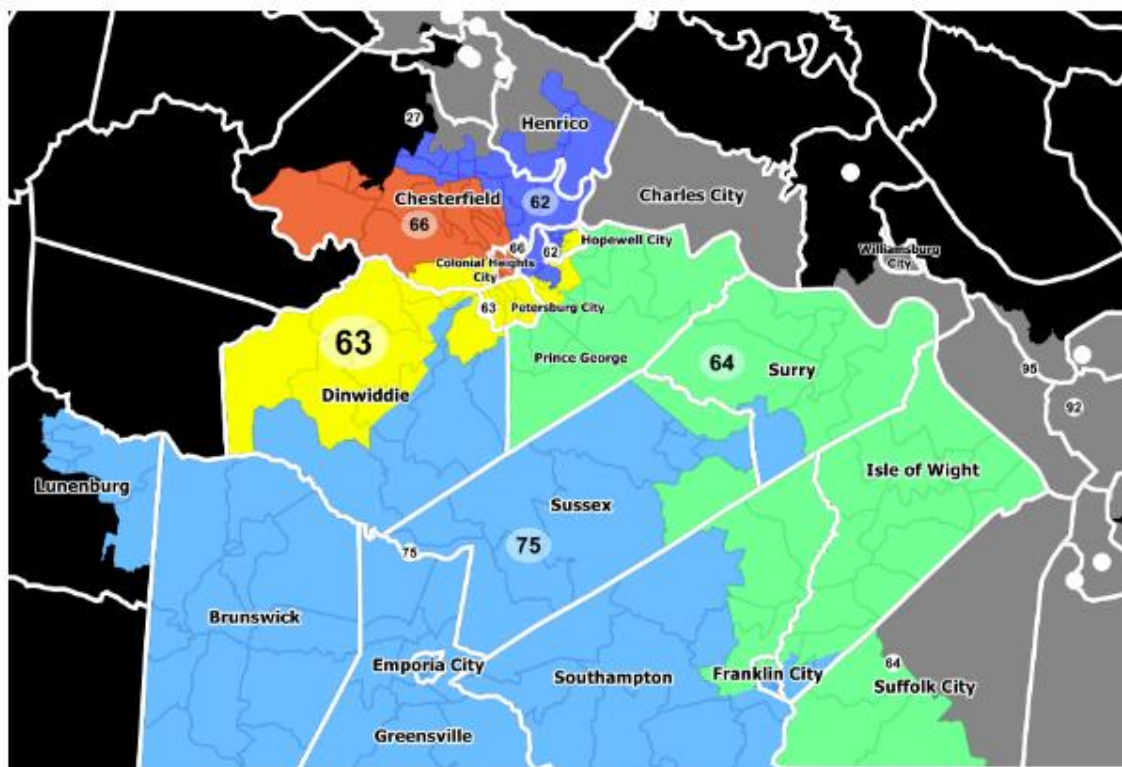 27
Henrico
Chesterfield
62
Charles City
66
66
62
Hopewell City
Williamsburg
City
Colonial Heights
City
63
Petersburg City
63
Prince George
64
Surry
95
Dinwiddie
92
Lunenburg
Isle of Wight
Sussex
75
75
Brunswick
Emporia City
Southampton
Franklin City
64
Suffolk City
Greensville